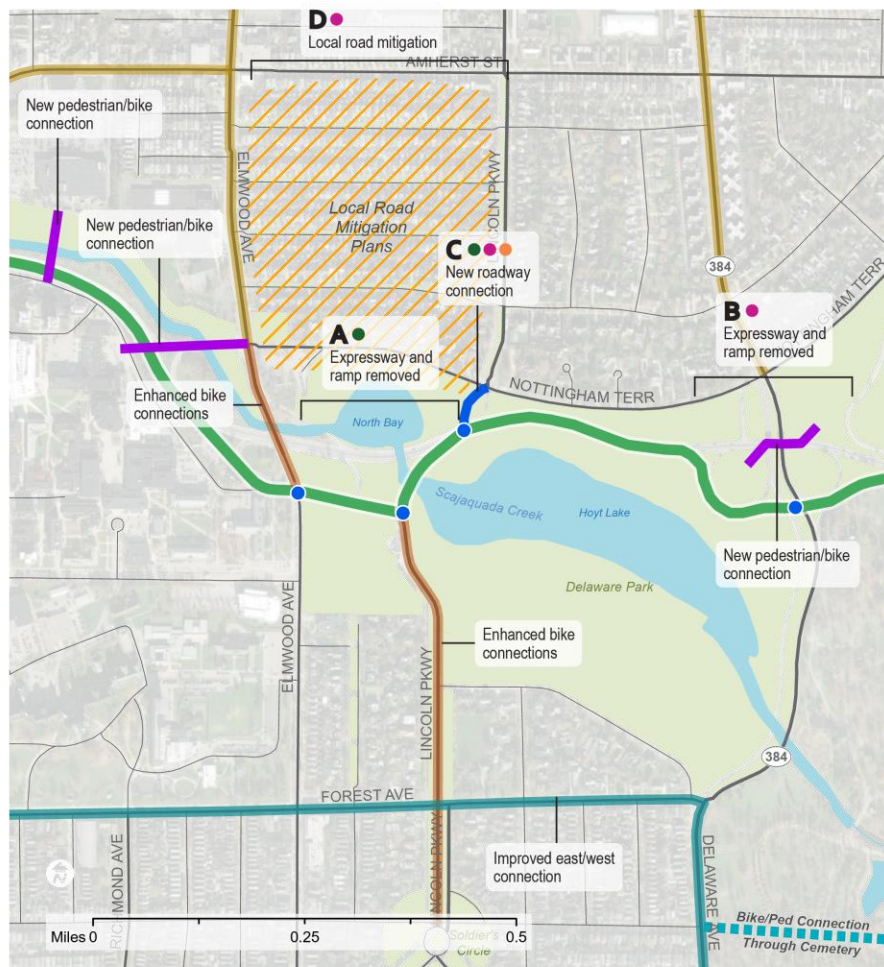 D
Local road mitigation
AMHERST ST
New pedestrian/bike
connection
ELMWOOD AVE
LINCOLN PKWY
New pedestrian/bike
connection
Local Road
Mitigation
Plans
C
New roadway
connection
384
NOTTINGHAM TERR
B
Expressway and
ramp removed
A
Expressway and
ramp removed
NOTTINGHAM TERR
Enhanced bike
connections
North Bay
Scajaquada Creek
Hoyt Lake
New pedestrian/bike
connection
Delaware Park
ELMWOOD AVE
Enhanced bike
connections
LINCOLN PKWY
384
FOREST AVE
RICHMOND AVE
LINCOLN PKWY
Improved east/west
connection
DELAWARE AVE
Bike/Ped Connection
Through Cemetery
Miles 0
0.25
0.5
Soldier's
Circle